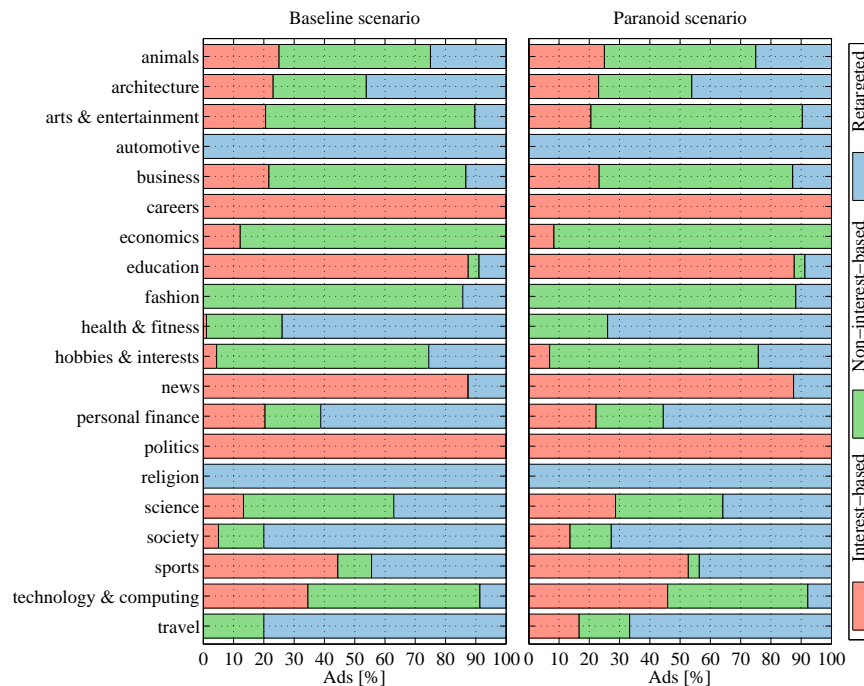 Baseline scenario
Paranoid scenario
animals
architecture
arts & entertainment
automotive
business
careers
economics
education
fashion
health & fitness
hobbies & interests
news
personal finance
politics
religion
science
society
sports
technology & computing
travel
0 10 20 30 40 50 60 70 80 90 100
0 10 20 30 40 50 60 70 80 90 100
Ads [%]
Ads [%]
Interest−based
Non−interest−based
Retargeted